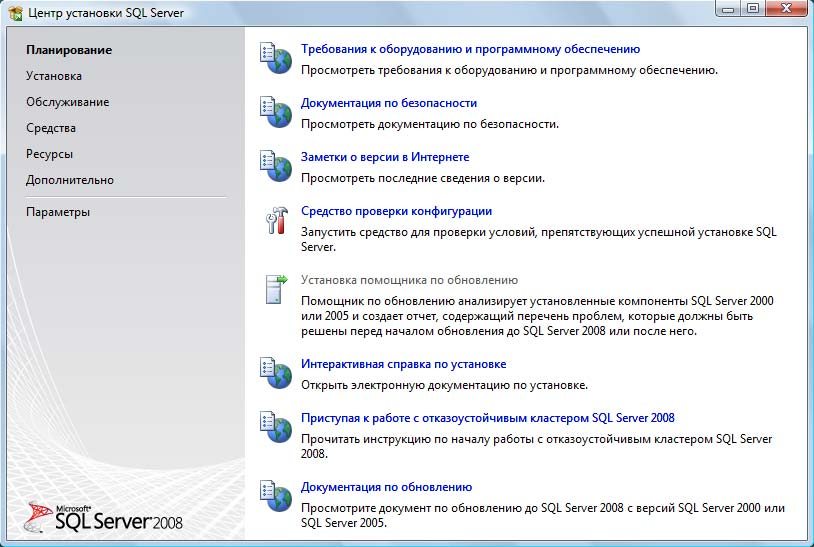 Центр установки SQL Server
Планирование
Установка
Обслуживание
Средства
Ресурсы
Дополнительно
Параметры
Microsoft®
SQL Server® 2008
Требования к оборудованию и программному обеспечению
Просмотреть требования к оборудованию и программному обеспечению.
Документация по безопасности
Просмотреть документацию по безопасности.
Заметки о версии в Интернете
Просмотреть последние сведения о версии.
Средство проверки конфигурации
Запустить средство для проверки условий, препятствующих успешной установке SQL
Server.
Установка помощника по обновлению
Помощник по обновлению анализирует установленные компоненты SQL Server 2000
или 2005 и создает отчет, содержащий перечень проблем, которые должны быть
решены перед началом обновления до SQL Server 2008 или после него.
Интерактивная справка по установке
Открыть электронную документацию по установке.
Приступая к работе с отказоустойчивым кластером SQL Server 2008
Прочитать инструкцию по началу работы с отказоустойчивым кластером SQL Server
2008.
Документация по обновлению
Просмотрите документ по обновлению до SQL Server 2008 с версий SQL Server 2000 или
SQL Server 2005.